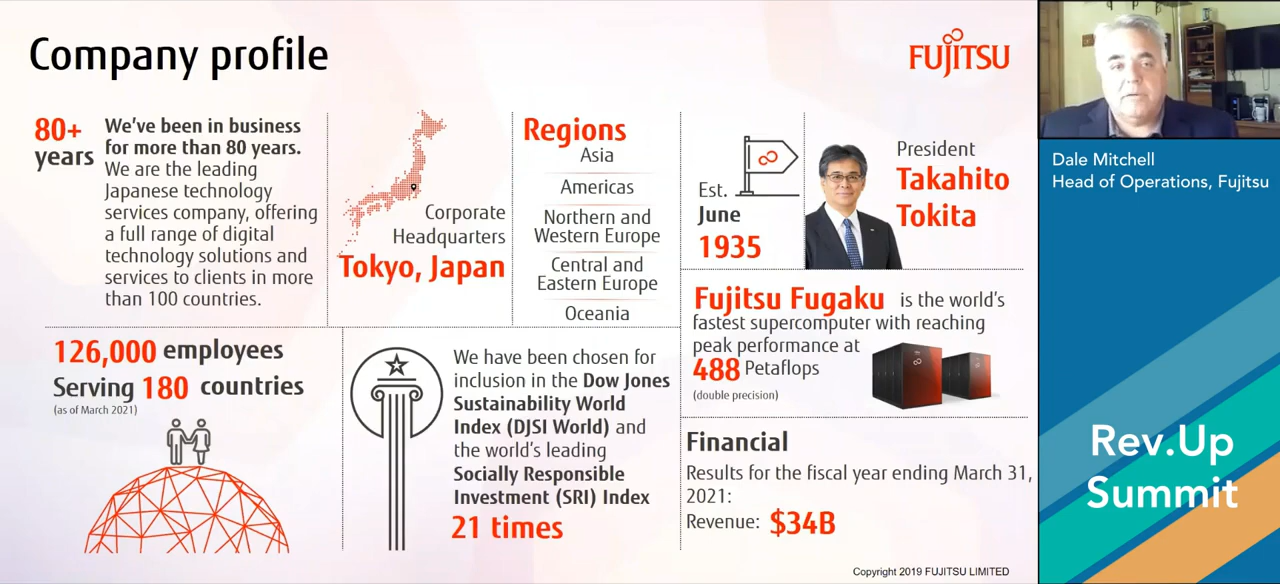 Company profile
FUJITSU
80+
years
We've been in business
for more than 80 years.
We are the leading
Japanese technology
services company, offering
a full range of digital
technology solutions and
services to clients in more
than 100 countries.
Corporate
Headquarters
Tokyo, Japan
Regions
Asia
Americas
Northern and
Western Europe
Central and
Eastern Europe
Oceania
Est.
June
1935
President
Takahito
Tokita
126,000 employees
Serving 180 countries
(as of March 2021)
We have been chosen for
inclusion in the Dow Jones
Sustainability World
Index (DJSI World) and
the world's leading
Socially Responsible
Investment (SRI) Index
21 times
Fujitsu Fugaku is the world's
fastest supercomputer with reaching
peak performance at
488 Petaflops
(double precision)
Financial
Results for the fiscal year ending March 31,
2021:
Revenue: $34B
Copyright 2019 FUJITSU LIMITED
Dale Mitchell
Head of Operations, Fujitsu
Rev.Up
Summit